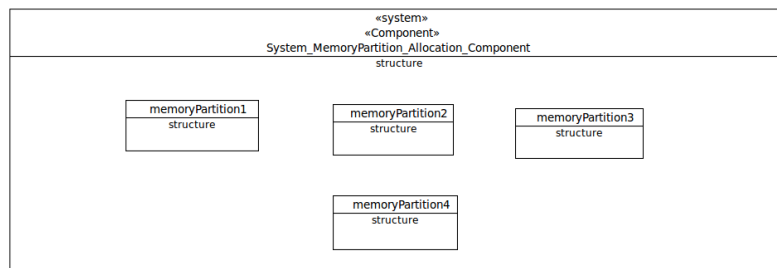 «system»
«Component»
System_MemoryPartition_Allocation_Component
structure
memoryPartition1
structure
memoryPartition2
structure
memoryPartition3
structure
memoryPartition4
structure